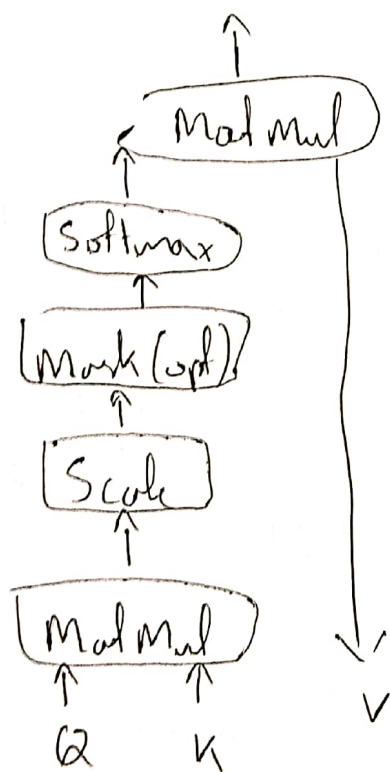 MatMul
Softmax
Mask (opt).
Scale
MatMul
Q K V